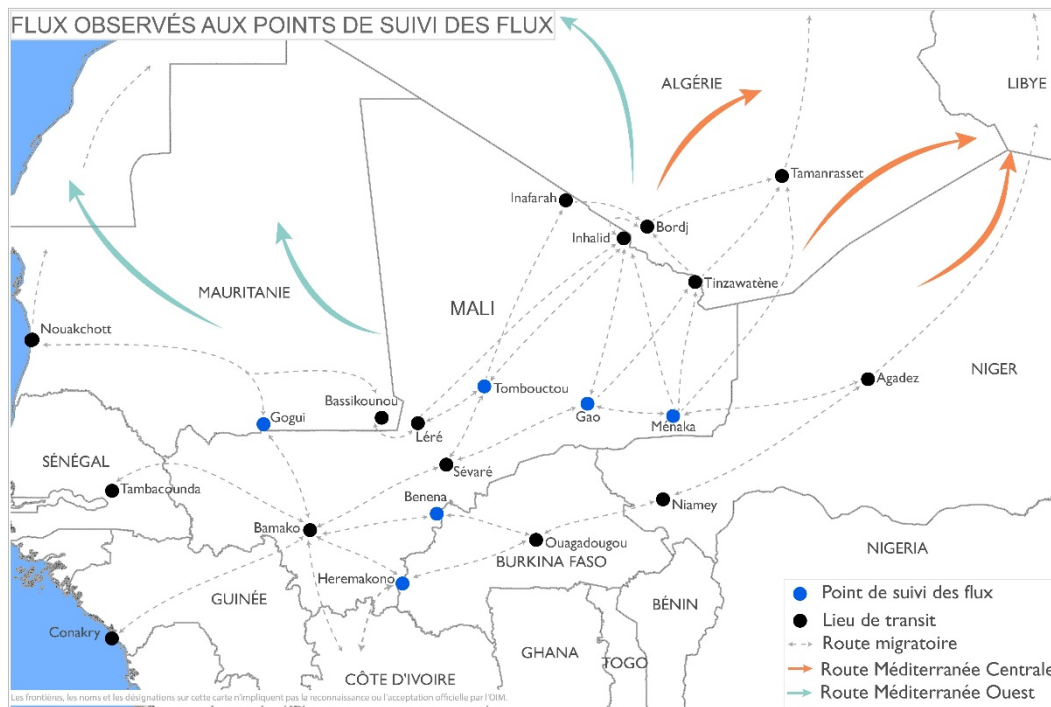 FLUX OBSERVÉS AUX POINTS DE SUIVI DES FLUX
ALGÉRIE
LIBYE
Tamanrasset
Inafarah
Bordj
Inhalid
Tinzawatène
MAURITANIE
MALI
Nouakchott
NIGER
Agadez
Tombouctou
Bassikounou
Gao
Gogui
Ménaka
Léré
SÉNÉGAL
Sévaré
Tambacounda
Benena
Niamey
Bamako
Ouagadougou
BURKINA FASO
NIGERIA
Heremakono
GUINÉE
BÉNIN
Conakry
GHANA
TOGO
CÔTE D'IVOIRE
Point de suivi des flux
Lieu de transit
Route migratoire
Route Méditerranée Centrale
Route Méditerranée Ouest
Les frontières, les noms et les désignations sur cette carte n'impliquent pas la reconnaissance ou l'acceptation officielle par l'OIM.